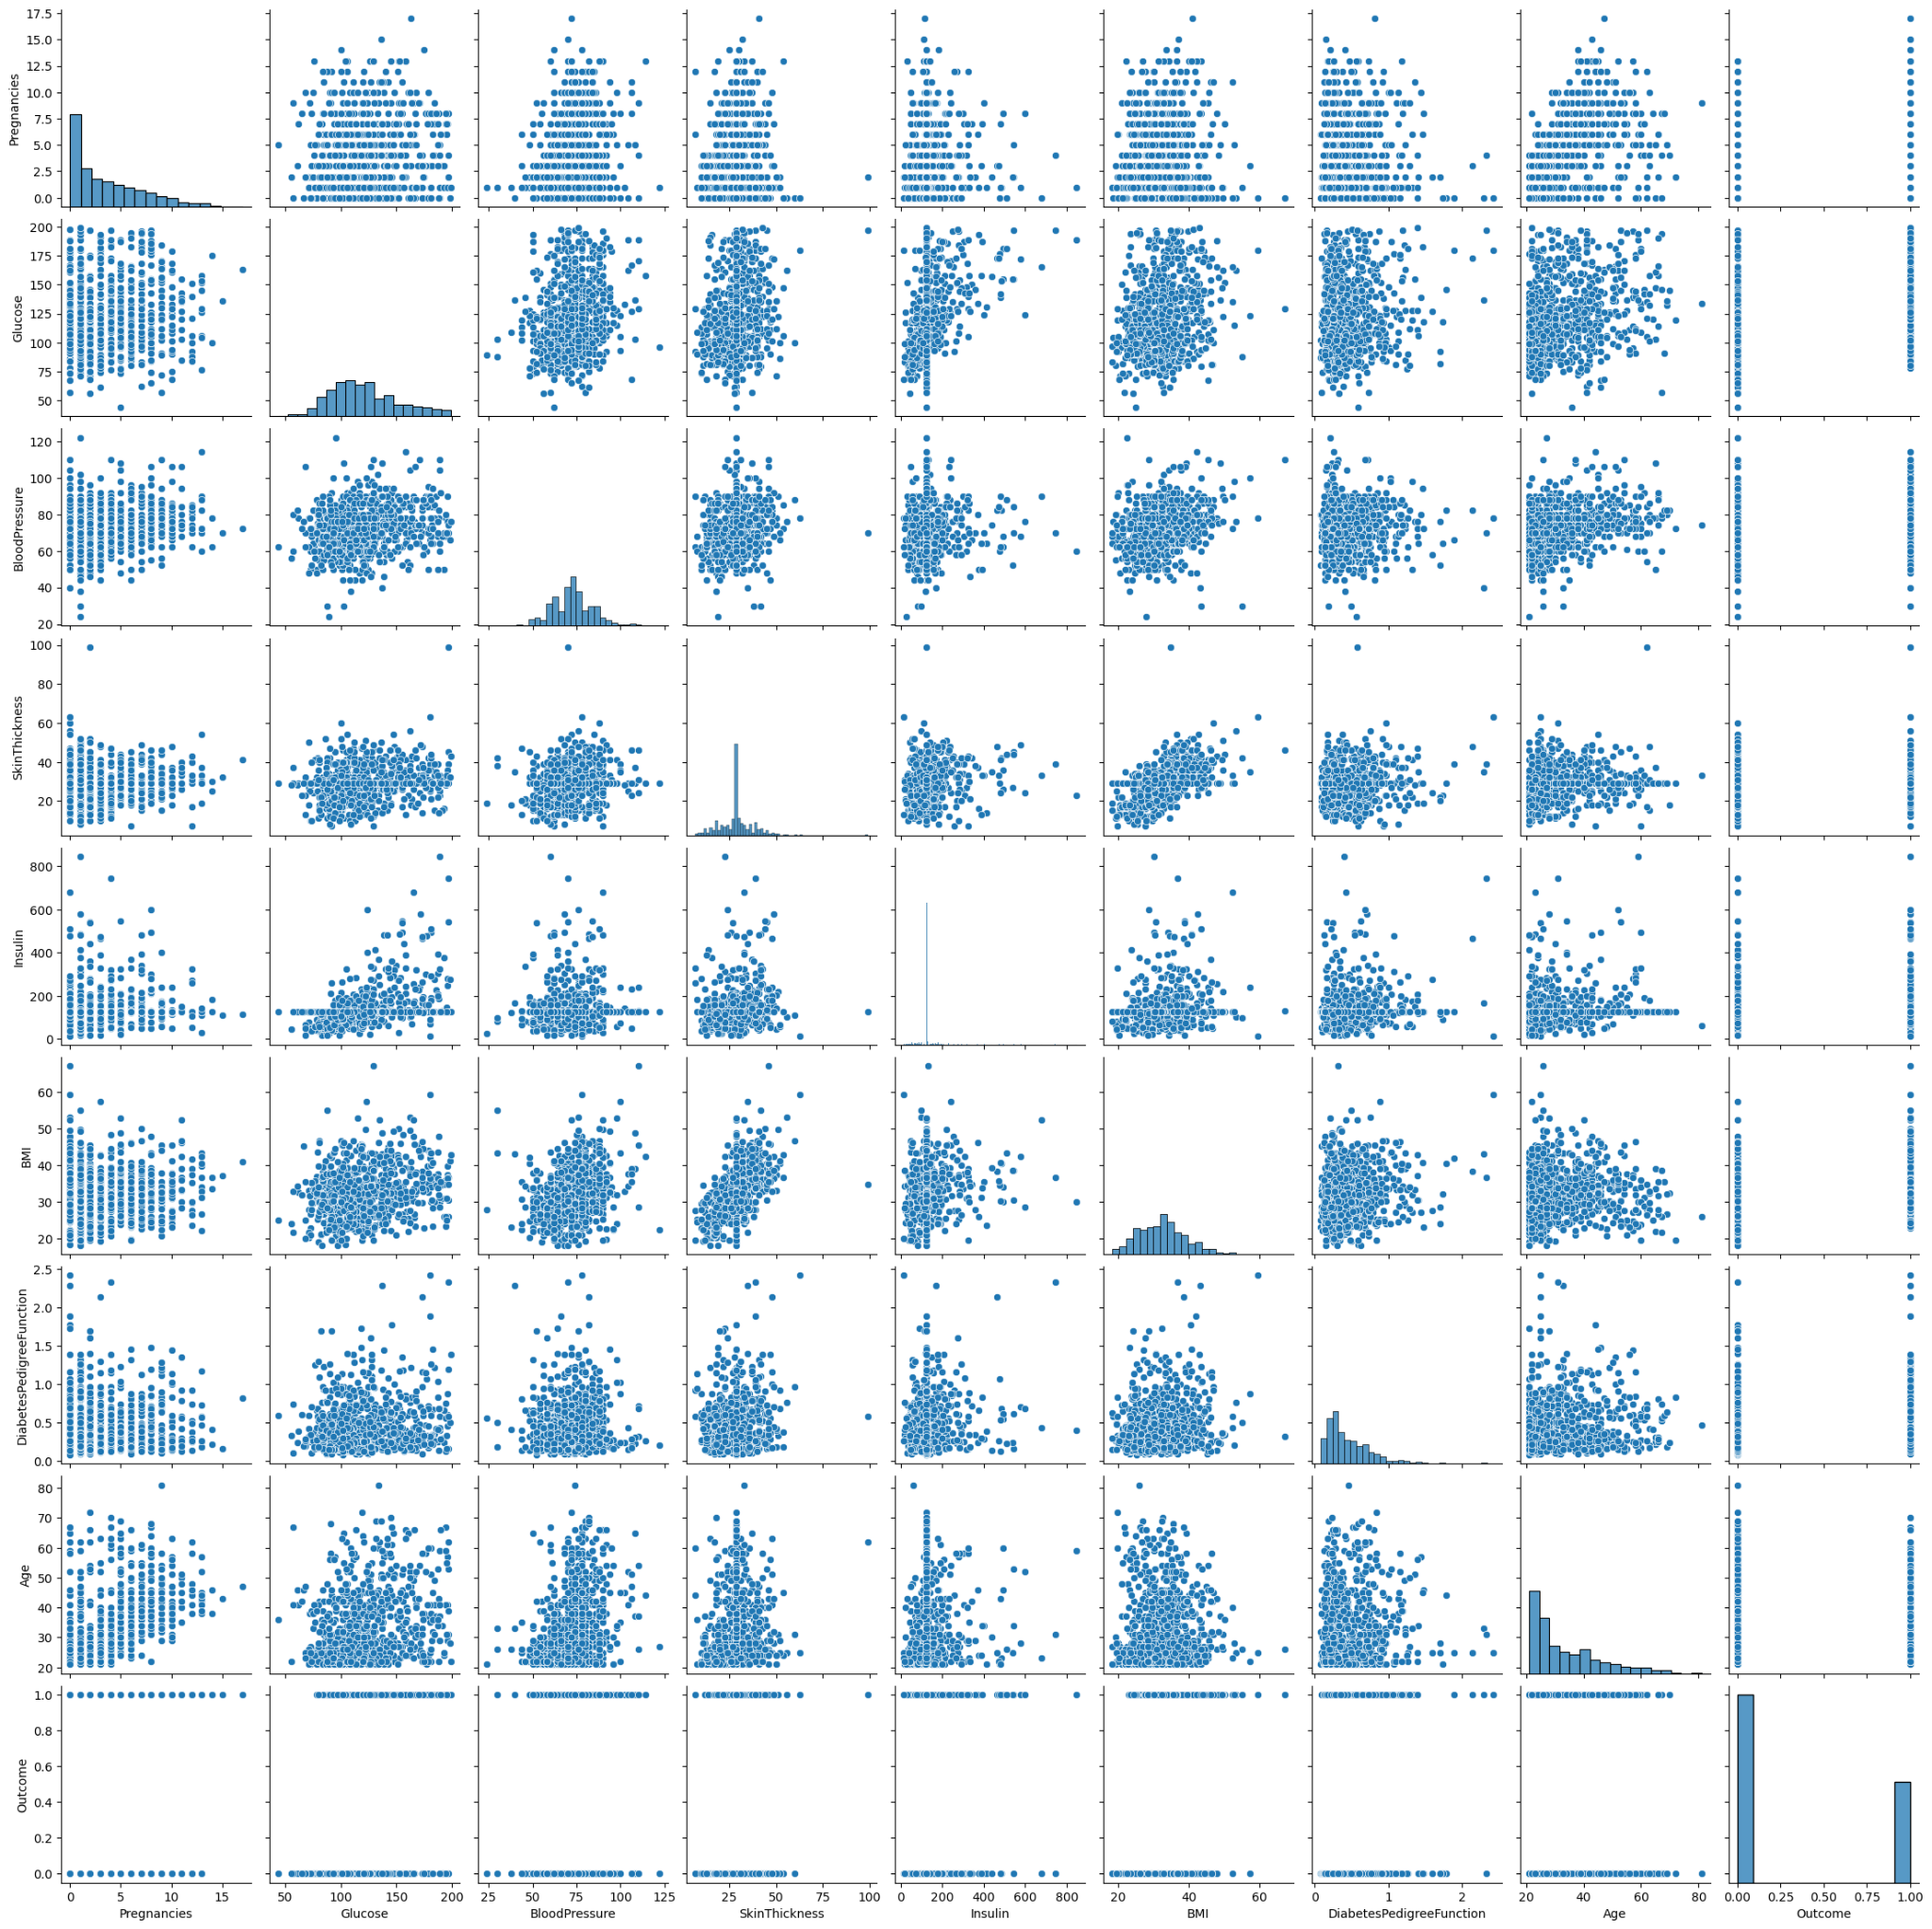 17.5
15.0
12.5
10.0
7.5
5.0
2.5
0.0
Pregnancies
200
175
150
125
100
75
50
Glucose
120
100
80
60
40
20
BloodPressure
100
80
60
40
20
SkinThickness
800
600
400
200
0
Insulin
60
50
40
30
20
BMI
2.5
2.0
1.5
1.0
0.5
0.0
DiabetesPedigreeFunction
80
70
60
50
40
30
20
Age
1.0
0.8
0.6
0.4
0.2
0.0
Outcome
0 5 10 15
50 100 150 200
25 50 75 100 125
25 50 75 100
0 200 400 600 800
20 40 60
0 1 2
20 40 60 80
0.00 0.25 0.50 0.75 1.00
Pregnancies Glucose BloodPressure SkinThickness Insulin BMI DiabetesPedigreeFunction Age Outcome